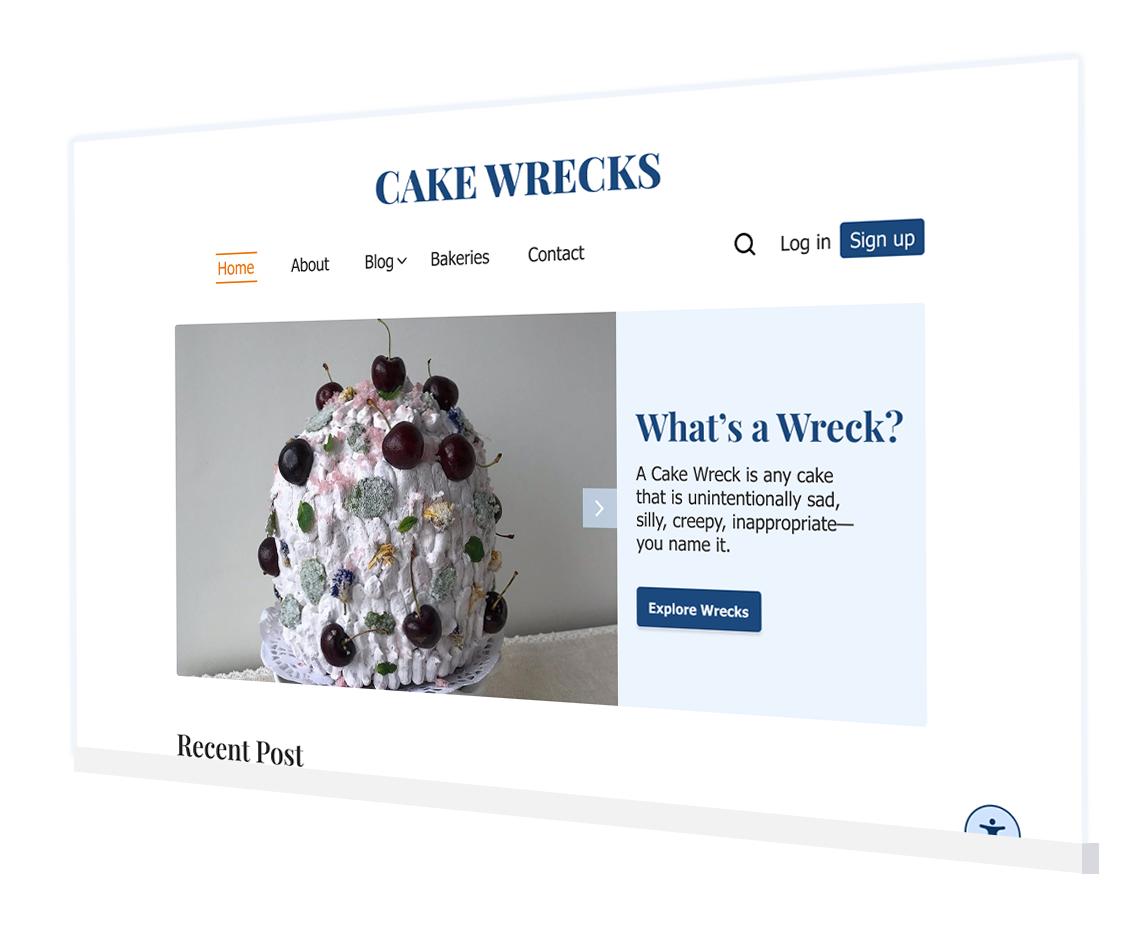 CAKE WRECKS
Home About Blog Bakeries Contact Log in Sign up
What's a Wreck?
A Cake Wreck is any cake
that is unintentionally sad,
silly, creepy, inappropriate—
you name it.
Explore Wrecks
Recent Post